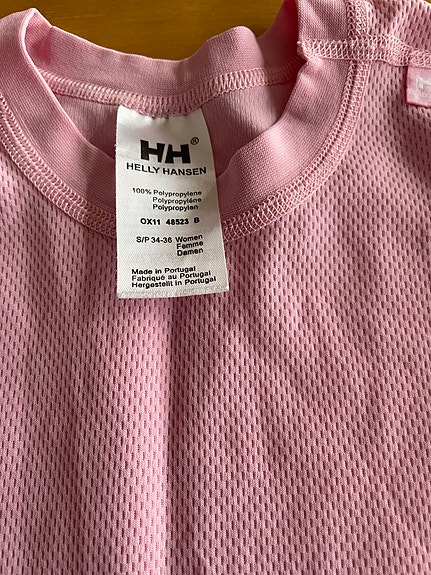 HH®
HELLY HANSEN
100% Polypropylene
Polypropyléne
Polypropylen
OX11 48523 B
S/P 34-36 Women
Femme
Damen
Made in Portugal
Fabriqué au Portugal
Hergestellt in Portugal